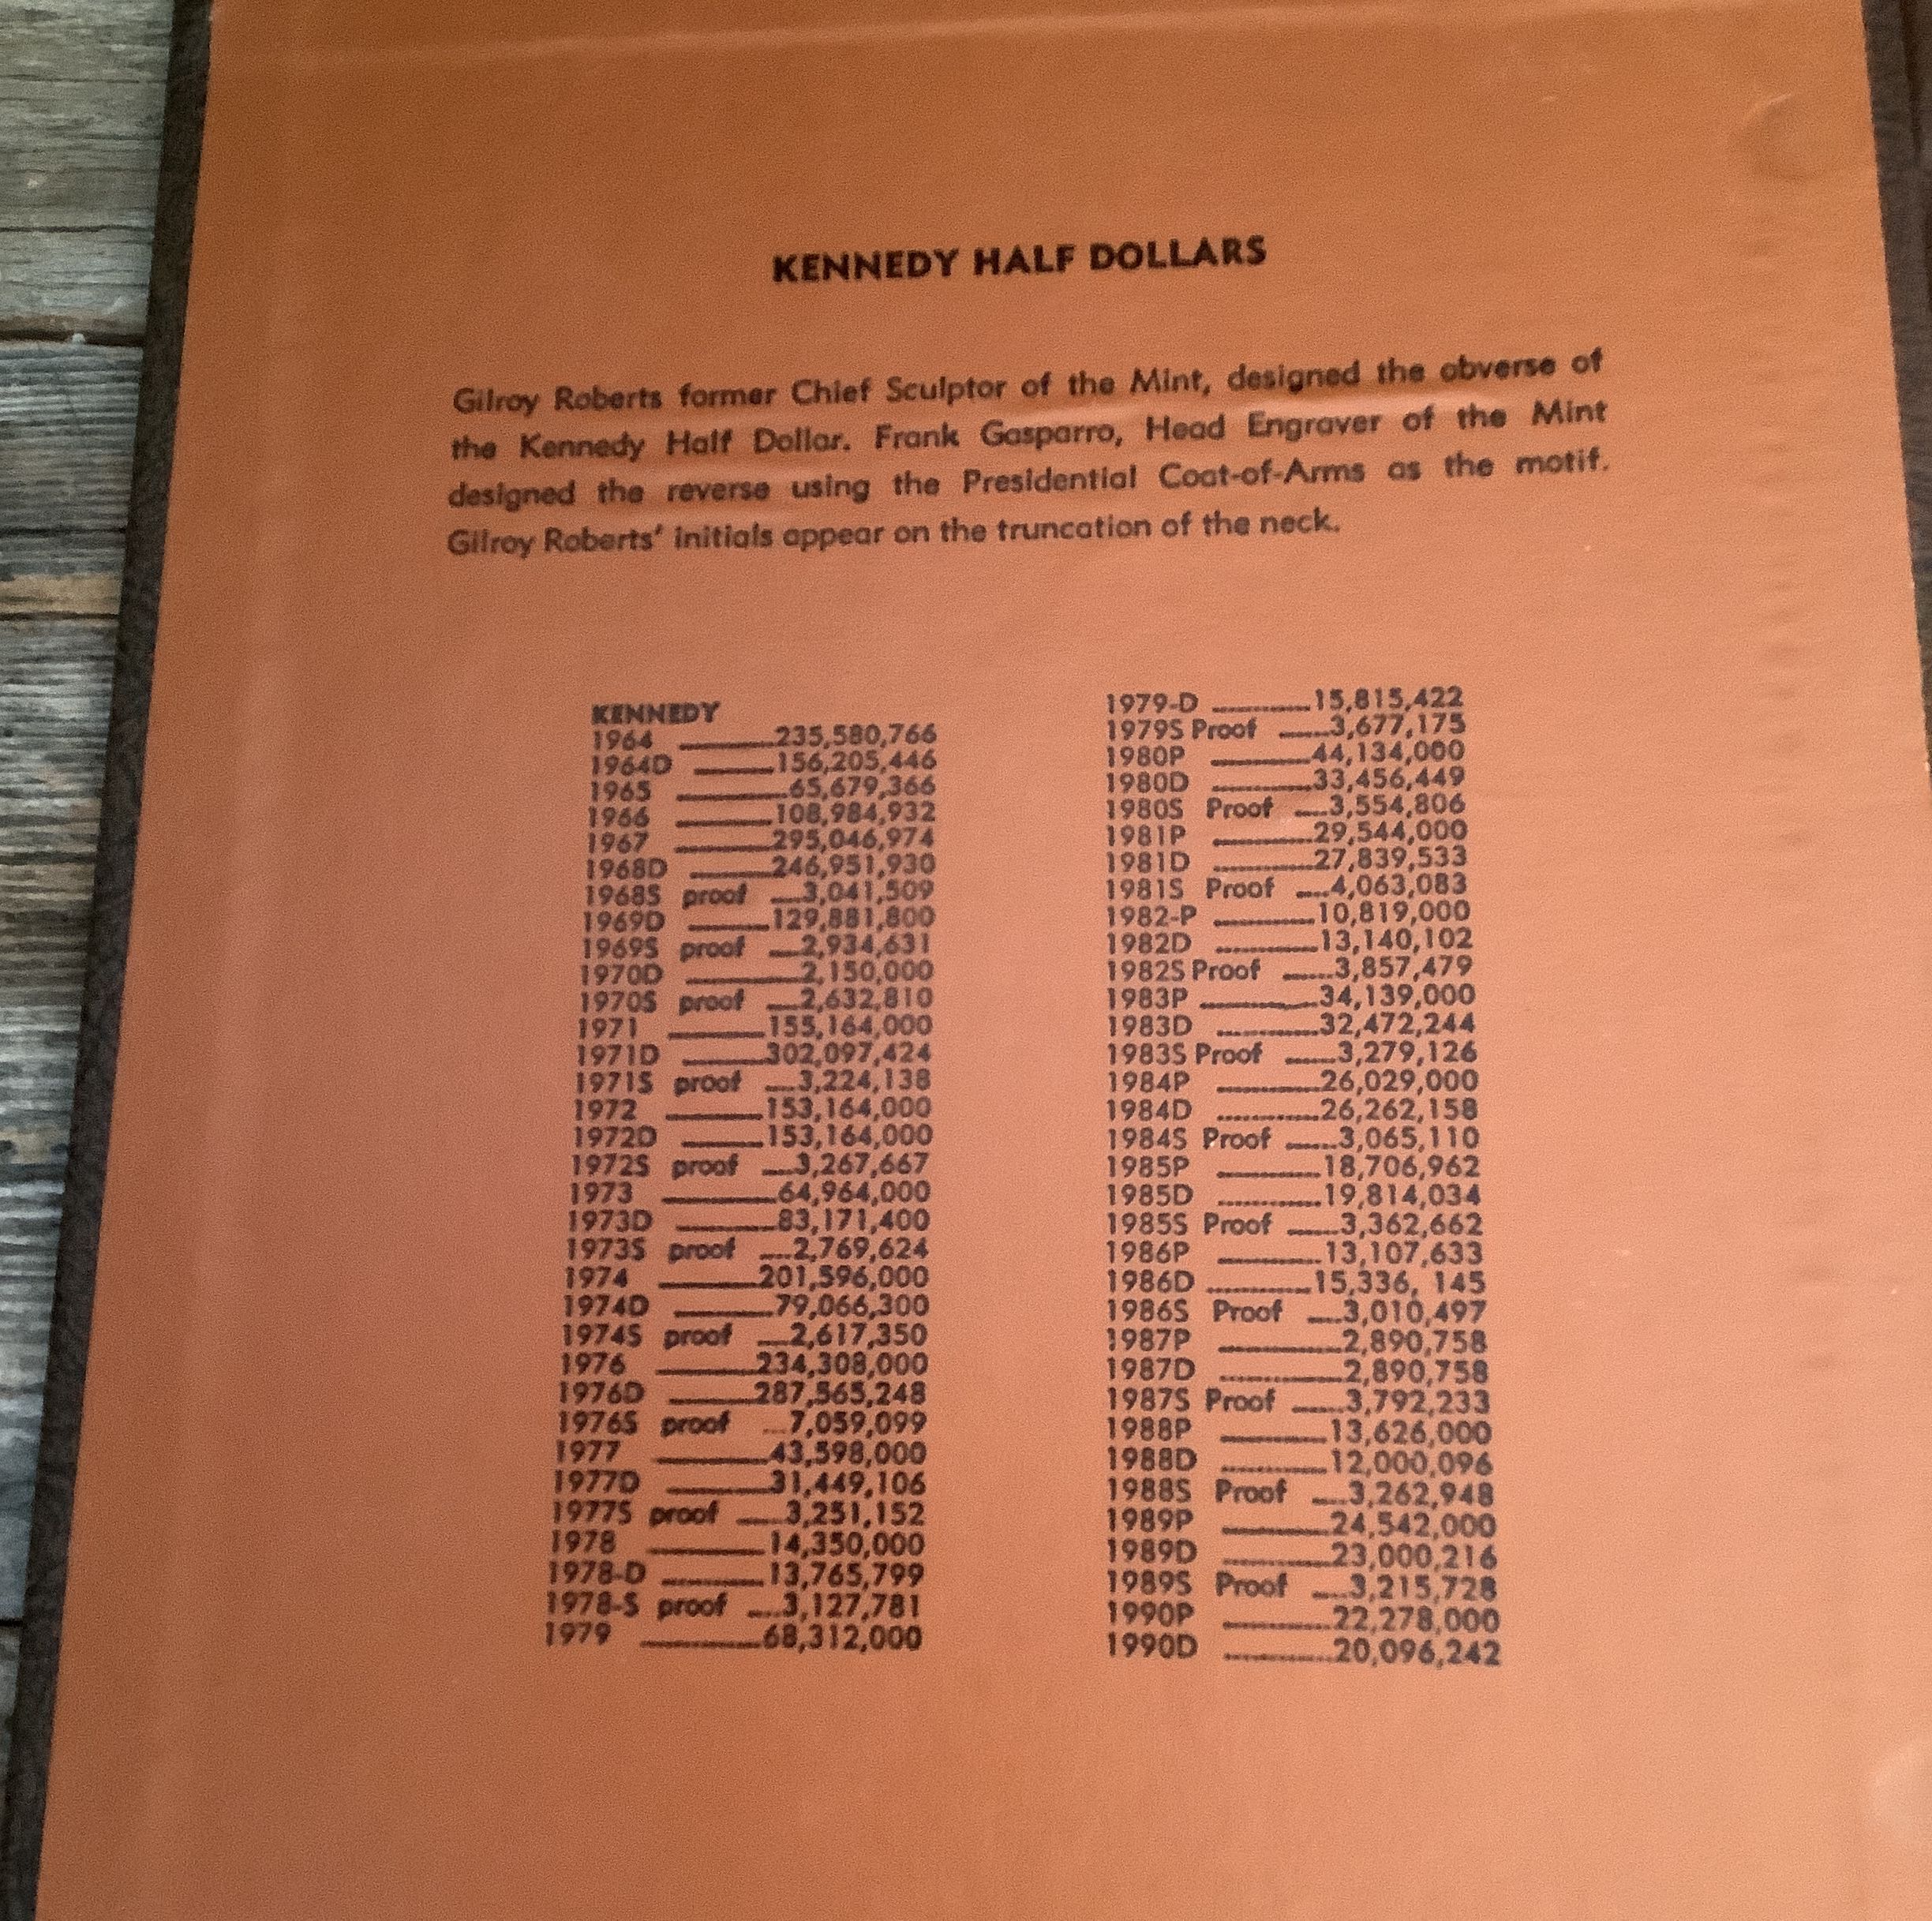 KENNEDY HALF DOLLARS
Gilroy Roberts former Chief Sculptor of the Mint, designed the obverse of
the Kennedy Half Dollar. Frank Gasparro, Head Engraver of the Mint
designed the reverse using the Presidential Coat-of-Arms as the motif.
Gilroy Roberts' initials appear on the truncation of the neck.
KENNEDY
1964 ........235,580,766
1964D ........156,205,446
1965 ........65,679,366
1966 ........108,984,932
1967 ........295,046,974
1968D ........246,951,930
1968S proof ....3,041,509
1969D ........129,881,800
1969S proof ....2,934,631
1970D ........2,150,000
1970S proof ....2,632,810
1971 ........155,164,000
1971D ........302,097,424
1971S proof ....3,224,138
1972 ........153,164,000
1972D ........153,164,000
1972S proof ....3,267,667
1973 ........64,964,000
1973D ........83,171,400
1973S proof ....2,769,624
1974 ........201,596,000
1974D ........79,066,300
1974S proof ....2,617,350
1976 ........234,308,000
1976D ........287,565,248
1976S proof ...7,059,099
1977 ........43,598,000
1977D ........31,449,106
1977S proof ....3,251,152
1978 ........14,350,000
1978-D ........13,765,799
1978-S proof ....3,127,781
1979 ........68,312,000
1979-D ........15,815,422
1979S Proof ....3,677,175
1980P ........44,134,000
1980D ........33,456,449
1980S Proof ....3,554,806
1981P ........29,544,000
1981D ........27,839,533
1981S Proof ....4,063,083
1982-P ........10,819,000
1982D ........13,140,102
1982S Proof ....3,857,479
1983P ........34,139,000
1983D ........32,472,244
1983S Proof ....3,279,126
1984P ........26,029,000
1984D ........26,262,158
1984S Proof ....3,065,110
1985P ........18,706,962
1985D ........19,814,034
1985S Proof ....3,362,662
1986P ........13,107,633
1986D ........15,336, 145
1986S Proof ....3,010,497
1987P ........2,890,758
1987D ........2,890,758
1987S Proof ....3,792,233
1988P ........13,626,000
1988D ........12,000,096
1988S Proof ....3,262,948
1989P ........24,542,000
1989D ........23,000,216
1989S Proof ....3,215,728
1990P ........22,278,000
1990D ........20,096,242